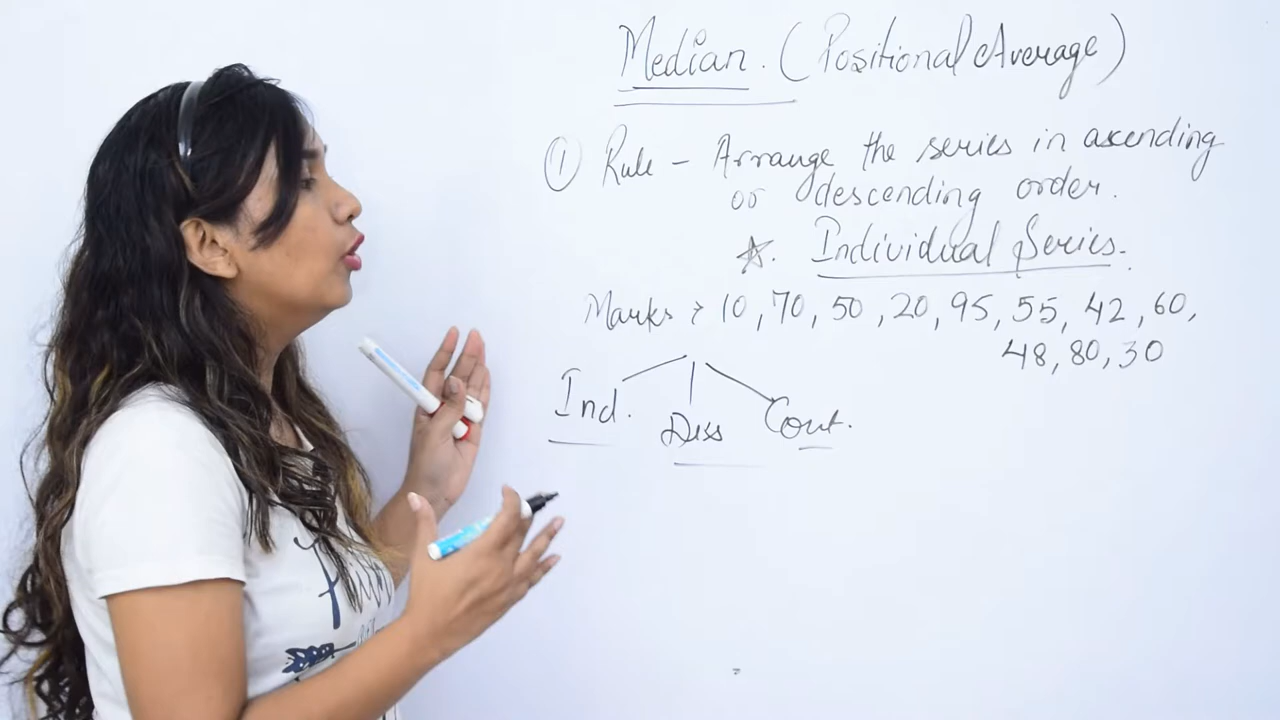 Median. (Positional Average)
① Rule - Arrange the series in ascending
or descending order.
☆. Individual Series.
Marks > 10, 70, 50, 20, 95, 55, 42, 60,
48, 80, 30
Ind. Diss Cont.